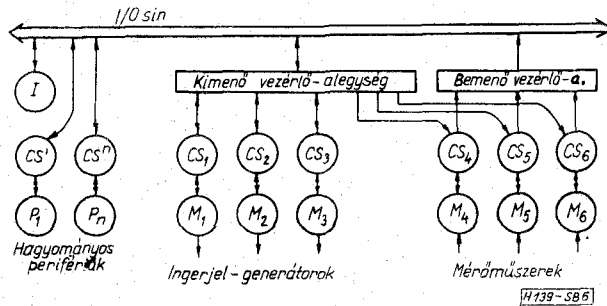 I/O sin
Kimenő vezérlő-alegység
Bemenő vezérlő-a.
I
CS' CSⁿ CS₁ CS₂ CS₃ CS₄ CS₅ CS₆
P₁ Pₙ M₁ M₂ M₃ M₄ M₅ M₆
Hagyományos
perifériák
Ingerjel-generátorok
Mérőműszerek
H139-SB6